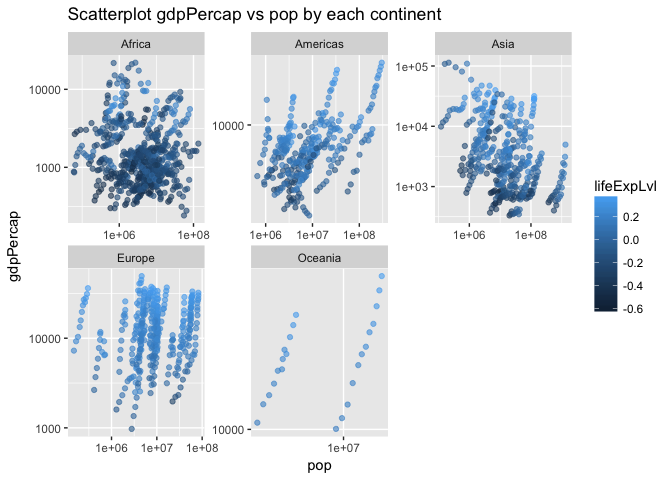 Scatterplot gdpPercap vs pop by each continent
Africa
Americas
Asia
10000
1000
10000
1e+05
1e+04
1e+03
1e+06 1e+08
1e+06 1e+07 1e+08
1e+06 1e+08
gdpPercap
lifeExpLvl
0.2
0.0
-0.2
-0.4
-0.6
Europe
Oceania
10000
1000
10000
1e+06 1e+07 1e+08
1e+07
pop